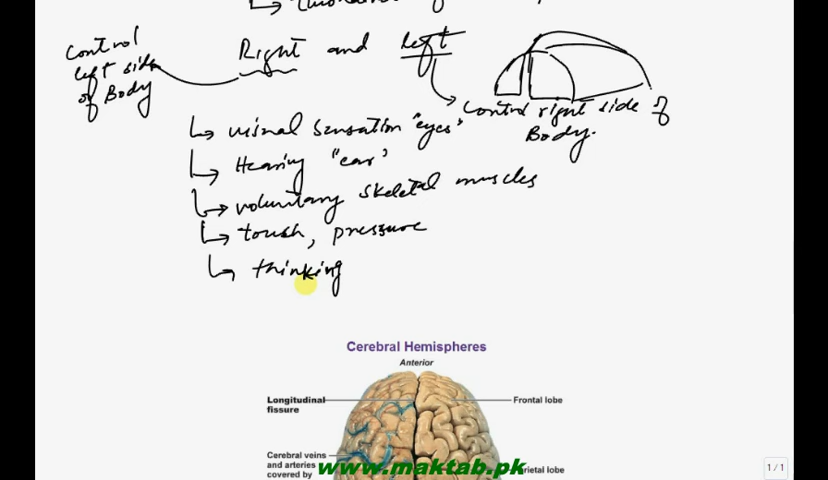 Right and left
Control
left side
of Body
Control right side of
Body.
visual sensation "eyes"
Hearing "ear"
voluntary skeletal muscles
touch, pressure
thinking
Cerebral Hemispheres
Anterior
Longitudinal
fissure
Frontal lobe
Cerebral veins
and arteries
covered by
rietal lobe
www.maktab.pk
1 / 1